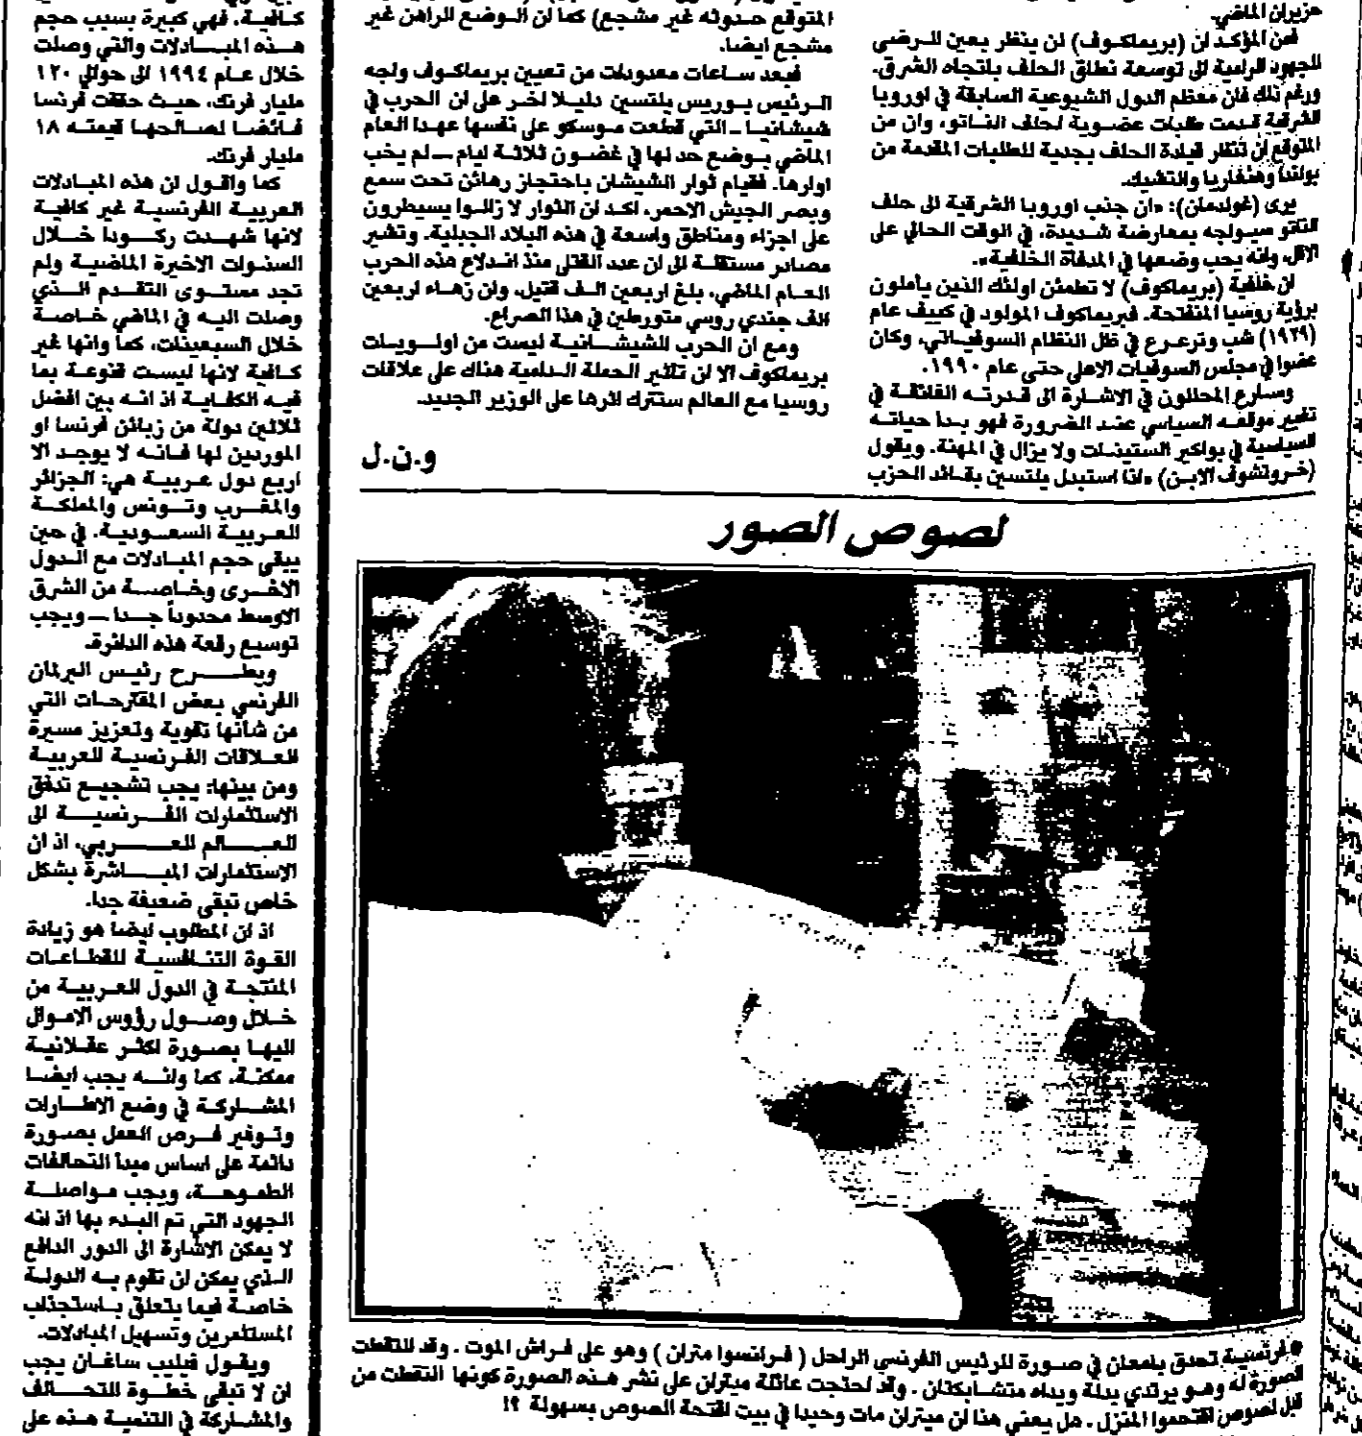 حزيران الماضي.
فمن المؤكد ان (بريماكوف) لن ينظر بعين الرضى
للجهود الرامية الى توسعة نطاق الحلف باتجاه الشرق.
ورغم ذلك فان معظم الدول الشيوعية السابقة في اوروبا
الشرقية قدمت طلبات عضوية لحلف الناتو، وان من
المتوقع ان تنظر قيادة الحلف بجدية للطلبات المقدمة من
بولندا وهنغاريا والتشيك.
يرى (غولدمان): «ان جنب اوروبا الشرقية الى حلف
الناتو سيواجه بمعارضة شديدة، في الوقت الحالي على
الاقل، وانه يجب وضعها في المدفأة الخلفية».
ان خلفية (بريماكوف) لا تطمئن اولئك الذين يأملون
برؤية روسيا المنفتحة. فبريماكوف المولود في كييف عام
(١٩٢٩) شب وترعرع في ظل النظام السوفياتي، وكان
عضوا في مجلس السوفيات الاعلى حتى عام ١٩٩٠.
وسارع المحللون في الاشارة الى قدرته الفائقة في
تغيير موقفه السياسي عند الضرورة فهو بدا حياته
السياسية في بواكير الستينات ولا يزال في المهنة. ويقول
(خروتشوف الابن) «اذا استبدل يلتسين بقائد الحزب
المتوقع حدوثه غير مشجع) كما ان الوضع الراهن غير
مشجع ايضا.
فبعد ساعات معدودات من تعيين بريماكوف واجه
الرئيس بوريس يلتسين دليلا اخر على ان الحرب في
شيشانيا ـ التي قطعت موسكو على نفسها عهدا العام
الماضي بوضع حد لها في غضون ثلاثة ايام ـ لم يخب
اوارها. فقيام ثوار الشيشان باحتجاز رهائن تحت سمع
وبصر الجيش الاحمر، اكد ان الثوار لا زالوا يسيطرون
على اجزاء ومناطق واسعة في هذه البلاد الجبلية. وتشير
مصادر مستقلة الى ان عدد القتلى منذ اندلاع هذه الحرب
العام الماضي، بلغ اربعين الف قتيل، وان زهاء اربعين
الف جندي روسي متورطين في هذا الصراع.
ومع ان الحرب الشيشانية ليست من اولويات
بريماكوف الا ان تاثير الحملة الدامية هناك على علاقات
روسيا مع العالم ستترك اثرها على الوزير الجديد.
و.ن.ل
لصوص الصور
الفرنسية تحدق بامعان في صورة للرئيس الفرنسي الراحل ( فرانسوا متران ) وهو على فراش الموت . وقد التقطت
الصورة له وهو يرتدي بدلة ويداه متشابكتان . وقد احتجت عائلة ميتران على نشر هذه الصورة كونها التقطت من
قبل لصوص اقتحموا المنزل . هل يعني هذا ان ميتران مات وحيدا في بيت اقتحمة الصوص بسهولة ؟!
كافية، فهي كبيرة بسبب حجم
هذه المبادلات والتي وصلت
خلال عام ١٩٩٤ الى حوالي ١٢٠
مليار فرنك، حيث حققت فرنسا
فائضا لصالحها قيمته ١٨
مليار فرنك.
كما واقول ان هذه المبادلات
العربية الفرنسية غير كافية
لانها شهدت ركودا خلال
السنوات الاخيرة الماضية ولم
تجد مستوى التقدم الذي
وصلت اليه في الماضي خاصة
خلال السبعينات، كما وانها غير
كافية لانها ليست قنوعة بما
فيه الكفاية اذ انه بين افضل
ثلاثين دولة من زبائن فرنسا او
الموردين لها فانه لا يوجد الا
اربع دول عربية هي: الجزائر
والمغرب وتونس والمملكة
العربية السعودية. في حين
يبقى حجم المبادلات مع الدول
الاخرى وخاصة من الشرق
الاوسط محدوداً جدا ـ ويجب
توسيع رقعة هذه الدائرة.
ويطرح رئيس البرلمان
الفرنسي بعض المقترحات التي
من شانها تقوية وتعزيز مسيرة
العلاقات الفرنسية العربية
ومن بينها: يجب تشجيع تدفق
الاستثمارات الفرنسية الى
العالم العربي، اذ ان
الاستثمارات المباشرة بشكل
خاص تبقى ضعيفة جدا.
اذ ان المطلوب ايضا هو زيادة
القوة التنافسية للقطاعات
المنتجة في الدول العربية من
خلال وصول رؤوس الاموال
اليها بصورة اكثر عقلانية
ممكنة، كما وانه يجب ايضا
المشاركة في وضع الاطارات
وتوفير فرص العمل بصورة
دائمة على اساس مبدأ التحالفات
الطموحة، ويجب مواصلة
الجهود التي تم البدء بها اذ انه
لا يمكن الاشارة الى الدور الدافع
الذي يمكن ان تقوم به الدولة
خاصة فيما يتعلق باستجذاب
المستثمرين وتسهيل المبادلات.
ويقول فيليب ساغان يجب
ان لا تبقى خطوة التحالف
والمشاركة في التنمية هذه على